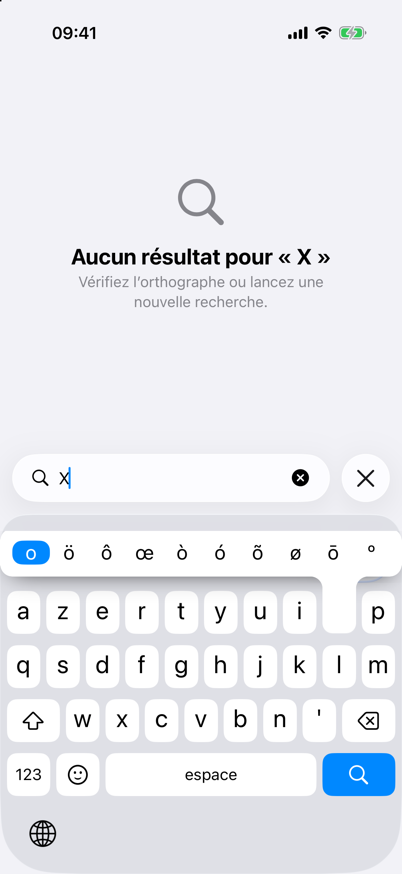 09:41
Aucun résultat pour « X »
Vérifiez l’orthographe ou lancez une
nouvelle recherche.
X
o ö ô œ ò ó õ ø ō º
a z e r t y u i p
q s d f g h j k l m
w x c v b n '
123 espace